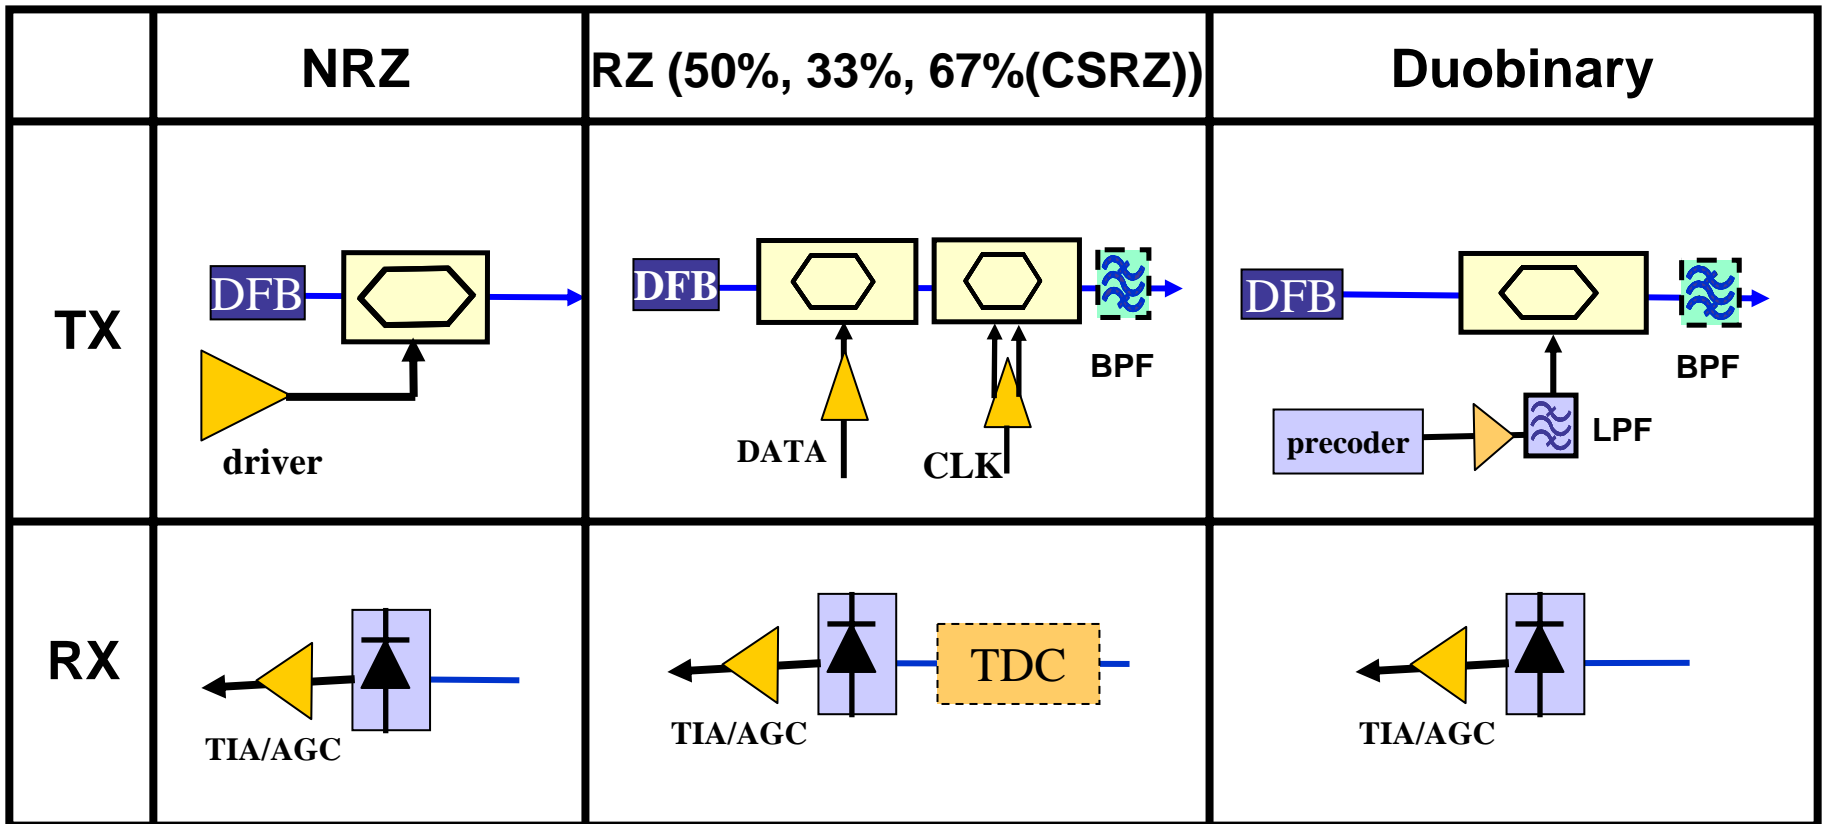 NRZ
RZ (50%, 33%, 67%(CSRZ))
Duobinary
TX
DFB
driver
DFB
BPF
DATA
CLK
DFB
BPF
precoder
LPF
RX
TIA/AGC
TDC
TIA/AGC
TIA/AGC